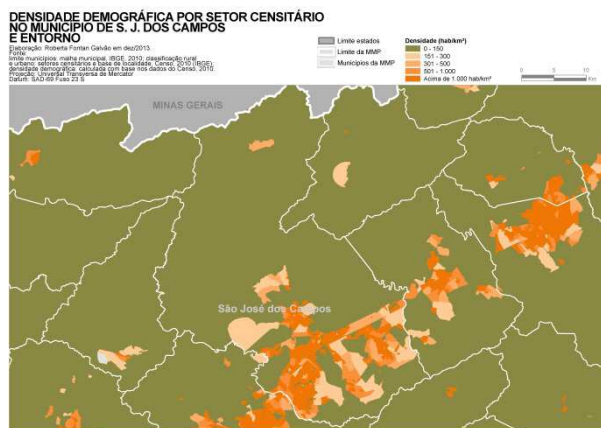 DENSIDADE DEMOGRÁFICA POR SETOR CENSITÁRIO
NO MUNICÍPIO DE S. J. DOS CAMPOS
E ENTORNO
Elaboração: Roberta Fontan Galvão em dez/2013
Fonte:
limite municípios: malha municipal, IBGE, 2010; classificação rural
e urbano: setores censitários e base de localidade, Censo, 2010 (IBGE);
densidade demográfica: calculada com base nos dados do Censo, 2010.
Projeção: Universal Transversa de Mercator
Datum: SAD-69 Fuso 23 S
Limite estados
Limite da MMP
Municípios da MMP
Densidade (hab/km²)
0 - 150
151 - 300
301 - 500
501 - 1.000
Acima de 1.000 hab/km²
0 5 10
Km
MINAS GERAIS
São José dos Campos